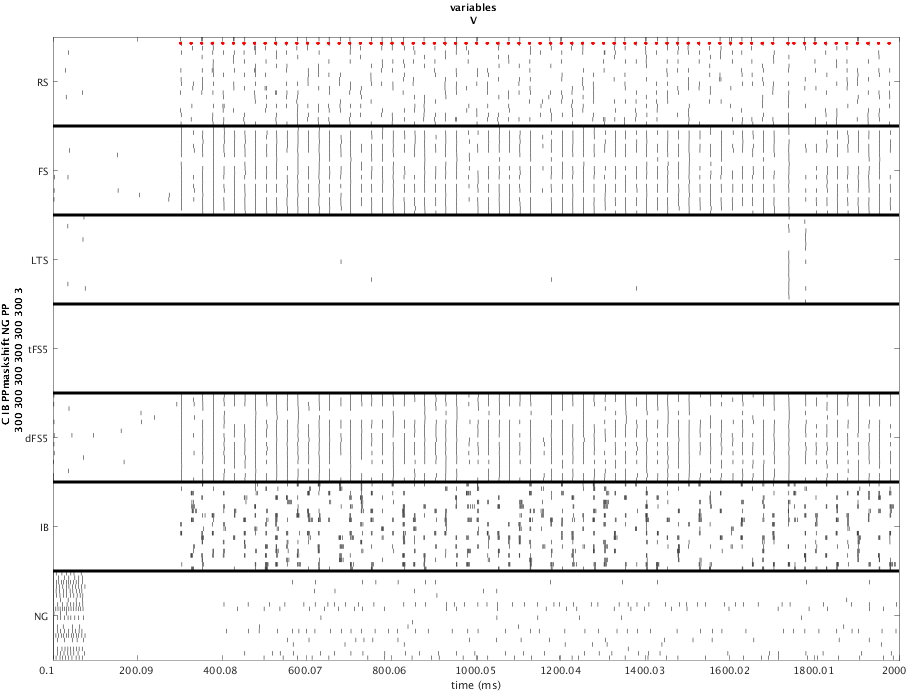 variables
V
RS
FS
LTS
tFS5
dFS5
IB
NG
C IB PPmaskshift NG PP
300 300 300 300 300 300 3
0.1 200.09 400.08 600.07 800.06 1000.05 1200.04 1400.03 1600.02 1800.01 2000
time (ms)